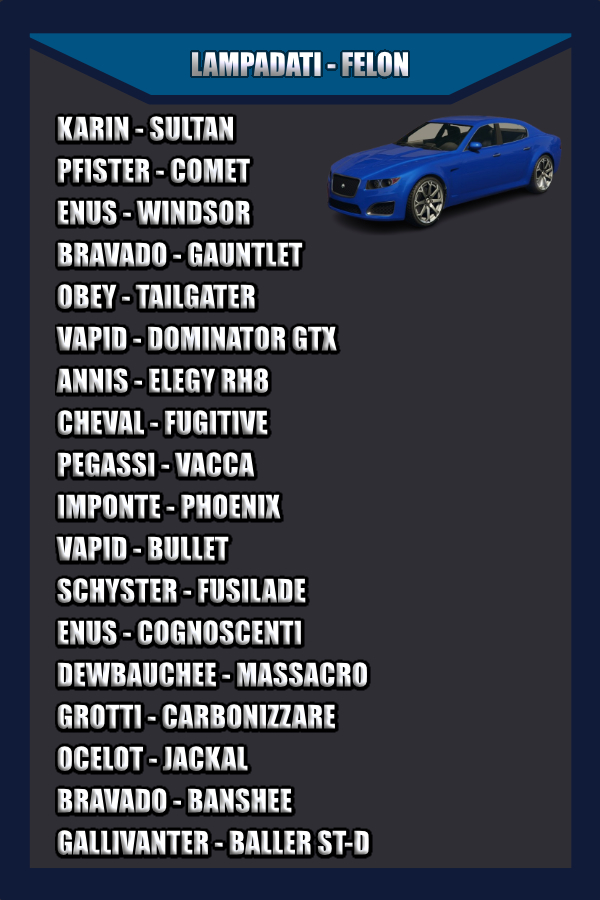 LAMPADATI - FELON
KARIN - SULTAN
PFISTER - COMET
ENUS - WINDSOR
BRAVADO - GAUNTLET
OBEY - TAILGATER
VAPID - DOMINATOR GTX
ANNIS - ELEGY RH8
CHEVAL - FUGITIVE
PEGASSI - VACCA
IMPONTE - PHOENIX
VAPID - BULLET
SCHYSTER - FUSILADE
ENUS - COGNOSCENTI
DEWBAUCHEE - MASSACRO
GROTTI - CARBONIZZARE
OCELOT - JACKAL
BRAVADO - BANSHEE
GALLIVANTER - BALLER ST-D